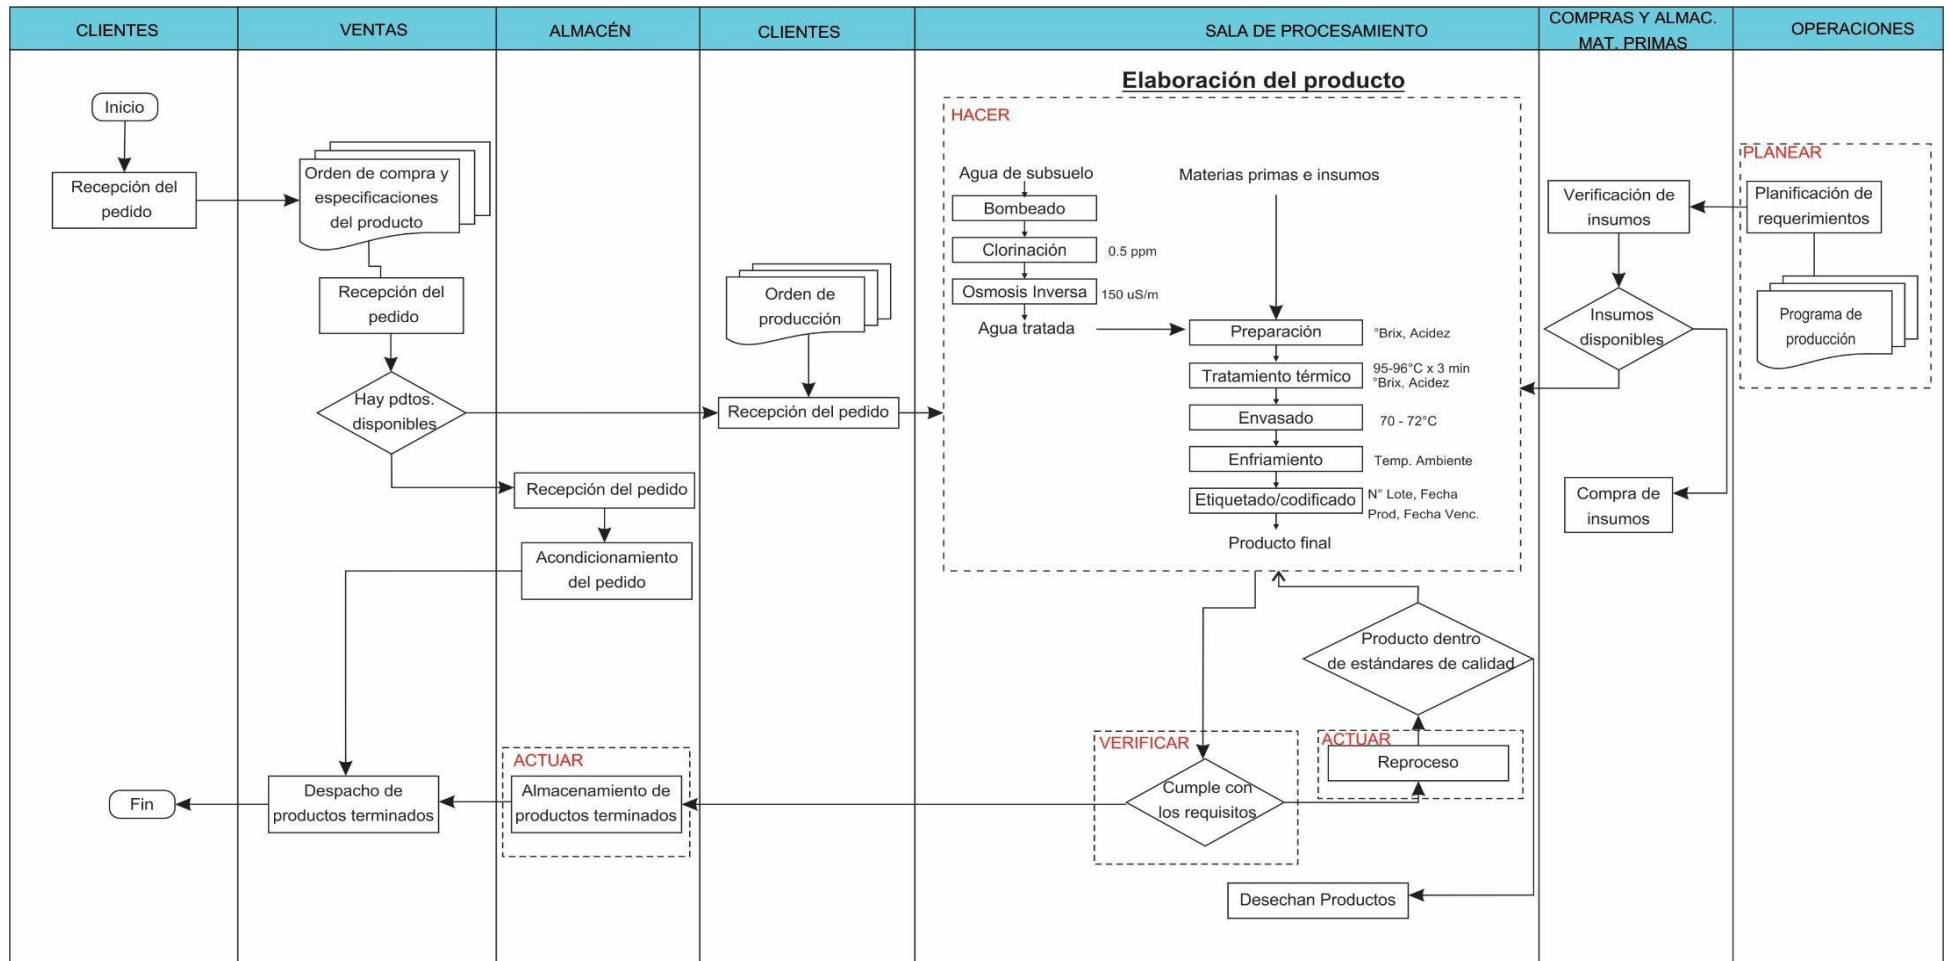 CLIENTES
VENTAS
ALMACÉN
CLIENTES
SALA DE PROCESAMIENTO
COMPRAS Y ALMAC.
MAT. PRIMAS
OPERACIONES
Inicio
Recepción del
pedido
Orden de compra y
especificaciones
del producto
Recepción del
pedido
Hay pdtos.
disponibles
Recepción del pedido
Acondicionamiento
del pedido
Orden de
producción
Recepción del pedido
Elaboración del producto
HACER
Agua de subsuelo
Bombeado
Clorinación
0.5 ppm
Osmosis Inversa
150 uS/m
Agua tratada
Materias primas e insumos
Preparación
°Brix, Acidez
Tratamiento térmico
95-96°C x 3 min
°Brix, Acidez
Envasado
70 - 72°C
Enfriamiento
Temp. Ambiente
Etiquetado/codificado
N° Lote, Fecha
Prod, Fecha Venc.
Producto final
Verificación de
insumos
Insumos
disponibles
Compra de
insumos
PLANEAR
Planificación de
requerimientos
Programa de
producción
Producto dentro
de estándares de calidad
VERIFICAR
Cumple con
los requisitos
ACTUAR
Reproceso
Desechan Productos
ACTUAR
Almacenamiento de
productos terminados
Despacho de
productos terminados
Fin